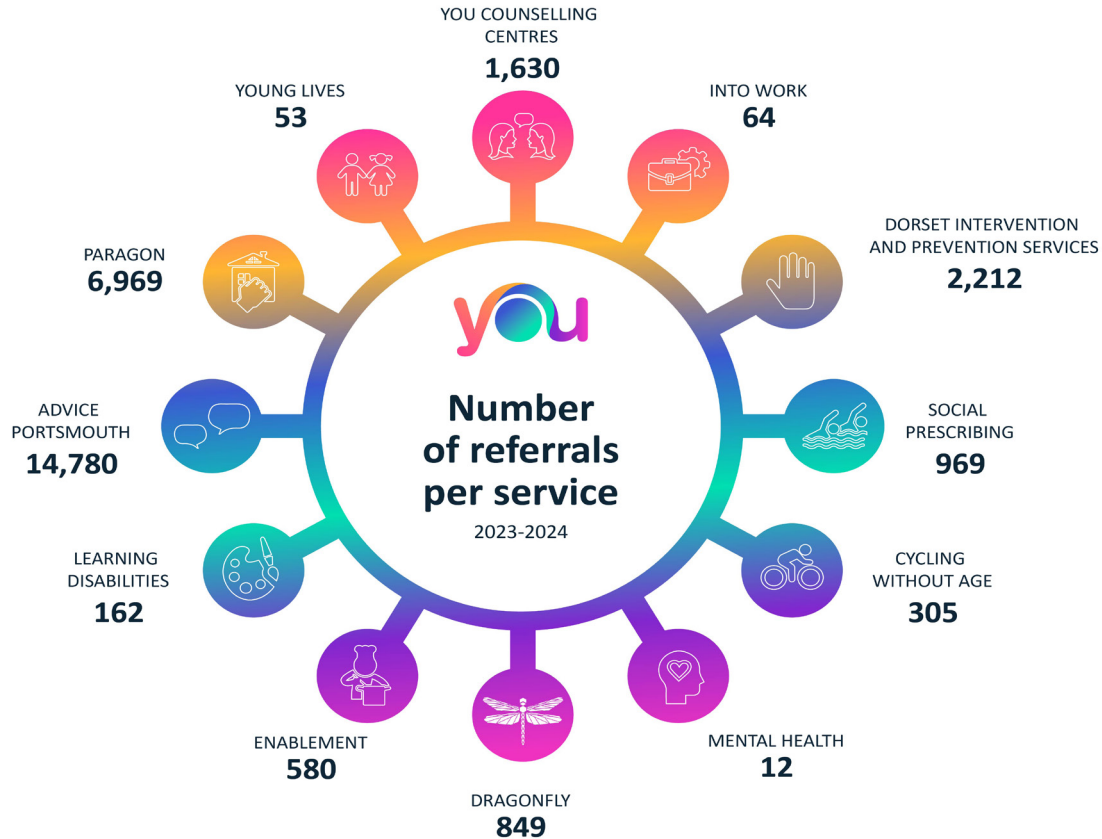 YOU COUNSELLING
CENTRES
1,630
INTO WORK
64
DORSET INTERVENTION
AND PREVENTION SERVICES
2,212
SOCIAL
PRESCRIBING
969
CYCLING
WITHOUT AGE
305
MENTAL HEALTH
12
DRAGONFLY
849
ENABLEMENT
580
LEARNING
DISABILITIES
162
ADVICE
PORTSMOUTH
14,780
PARAGON
6,969
YOUNG LIVES
53
you
Number
of referrals
per service
2023-2024